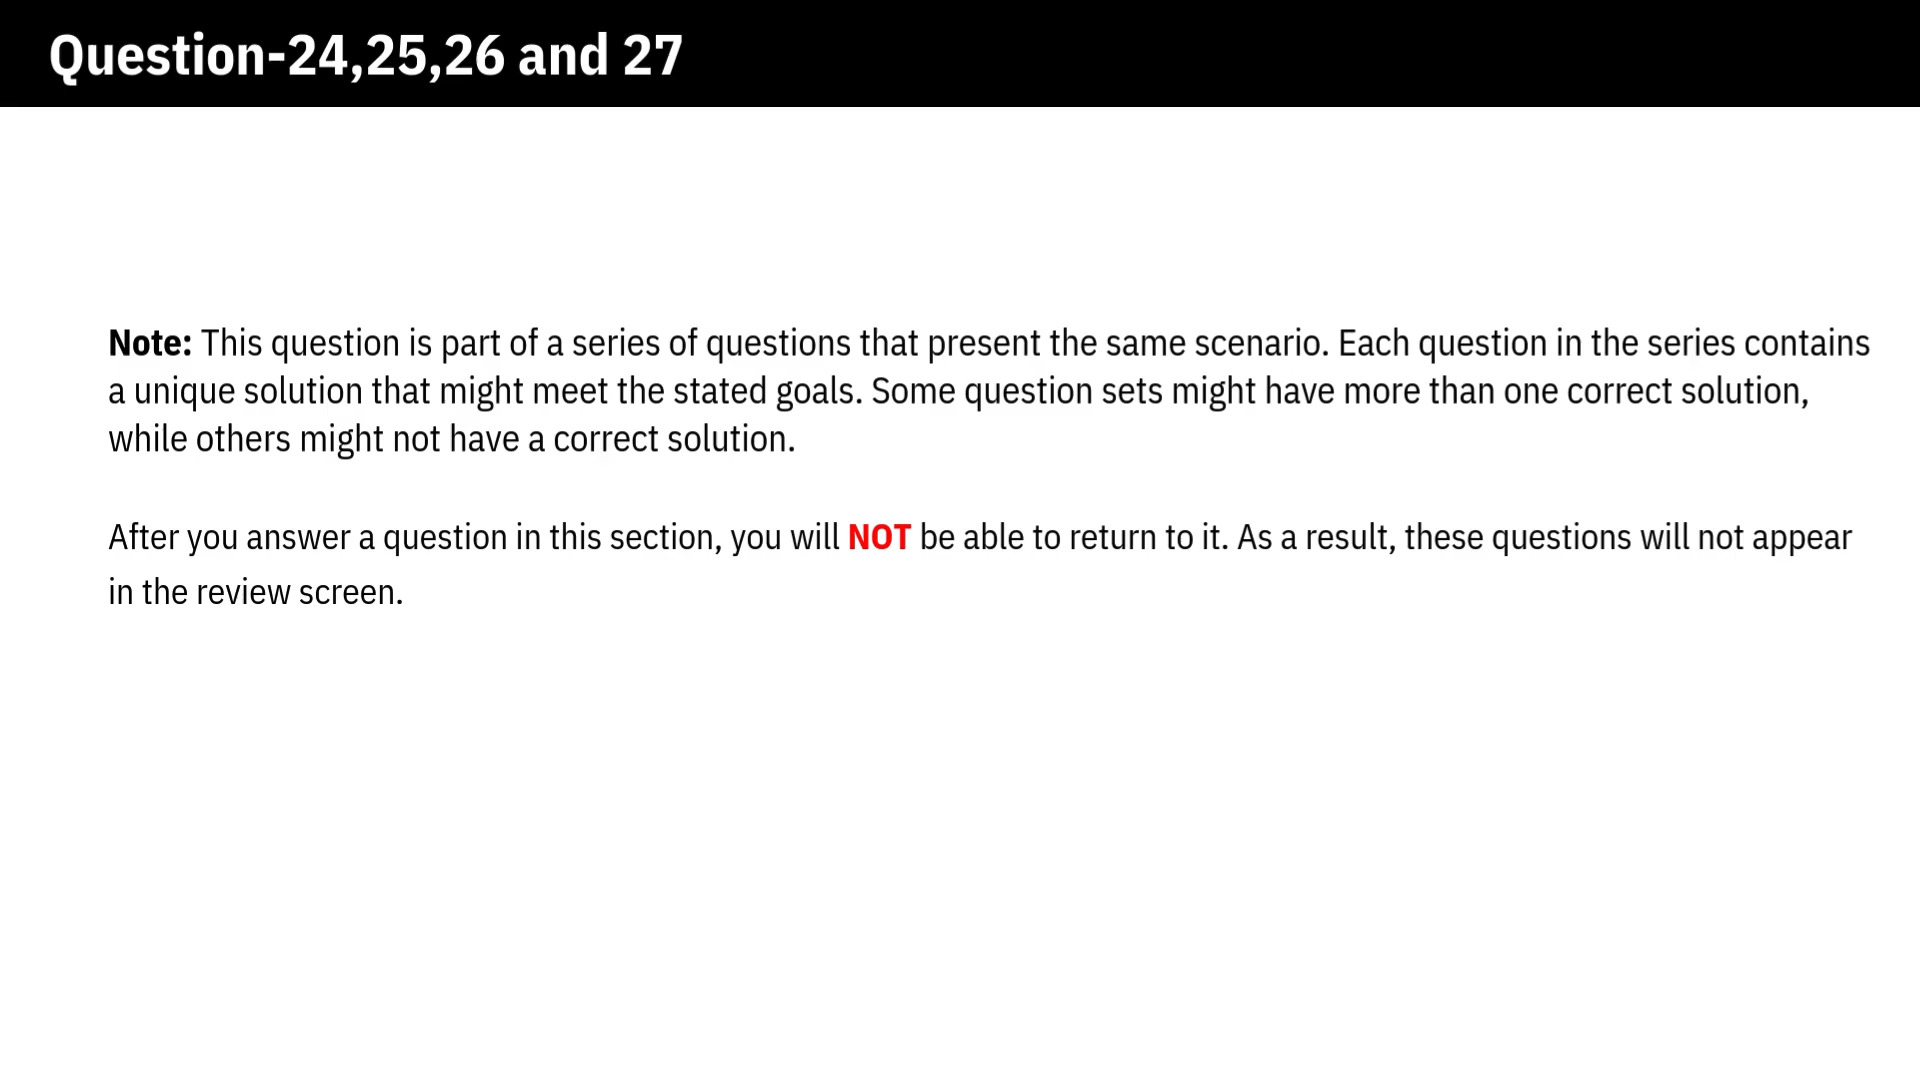 Question-24,25,26 and 27
Note: This question is part of a series of questions that present the same scenario. Each question in the series contains
a unique solution that might meet the stated goals. Some question sets might have more than one correct solution,
while others might not have a correct solution.
After you answer a question in this section, you will NOT be able to return to it. As a result, these questions will not appear
in the review screen.